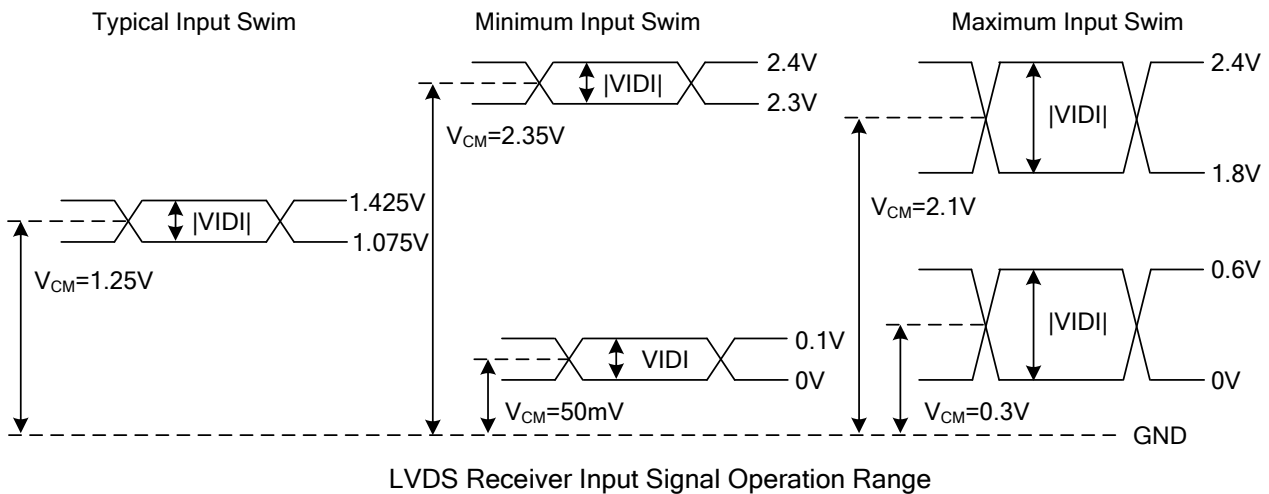 Typical Input Swim
Minimum Input Swim
Maximum Input Swim
|VIDI|
1.425V
1.075V
V_CM=1.25V
|VIDI|
2.4V
2.3V
V_CM=2.35V
VIDI
0.1V
0V
V_CM=50mV
|VIDI|
2.4V
1.8V
V_CM=2.1V
|VIDI|
0.6V
0V
V_CM=0.3V
GND
LVDS Receiver Input Signal Operation Range